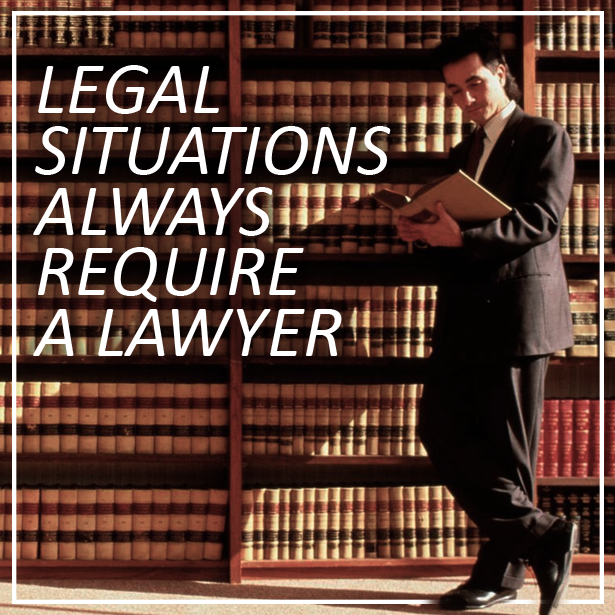 LEGAL
SITUATIONS
ALWAYS
REQUIRE
A LAWYER